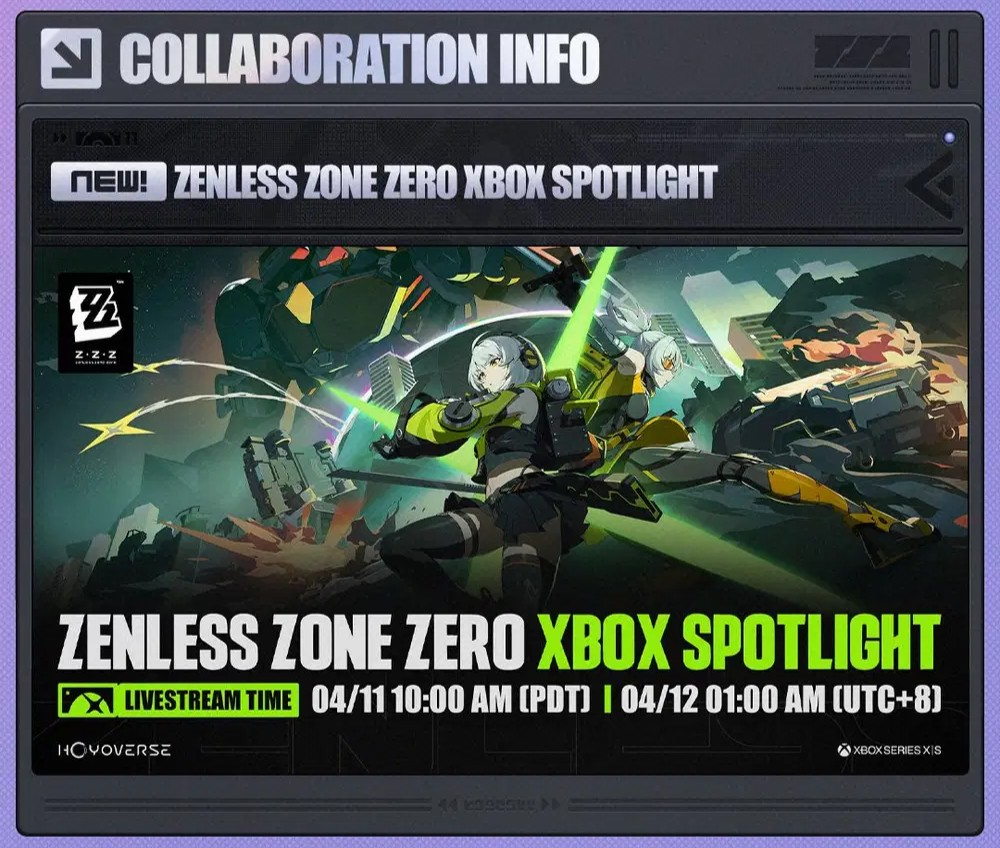 COLLABORATION INFO
NEW! ZENLESS ZONE ZERO XBOX SPOTLIGHT
Z·Z·Z
ZENLESS ZONE ZERO XBOX SPOTLIGHT
LIVESTREAM TIME 04/11 10:00 AM (PDT) | 04/12 01:00 AM (UTC+8)
HOYOVERSE
XBOX SERIES X|S